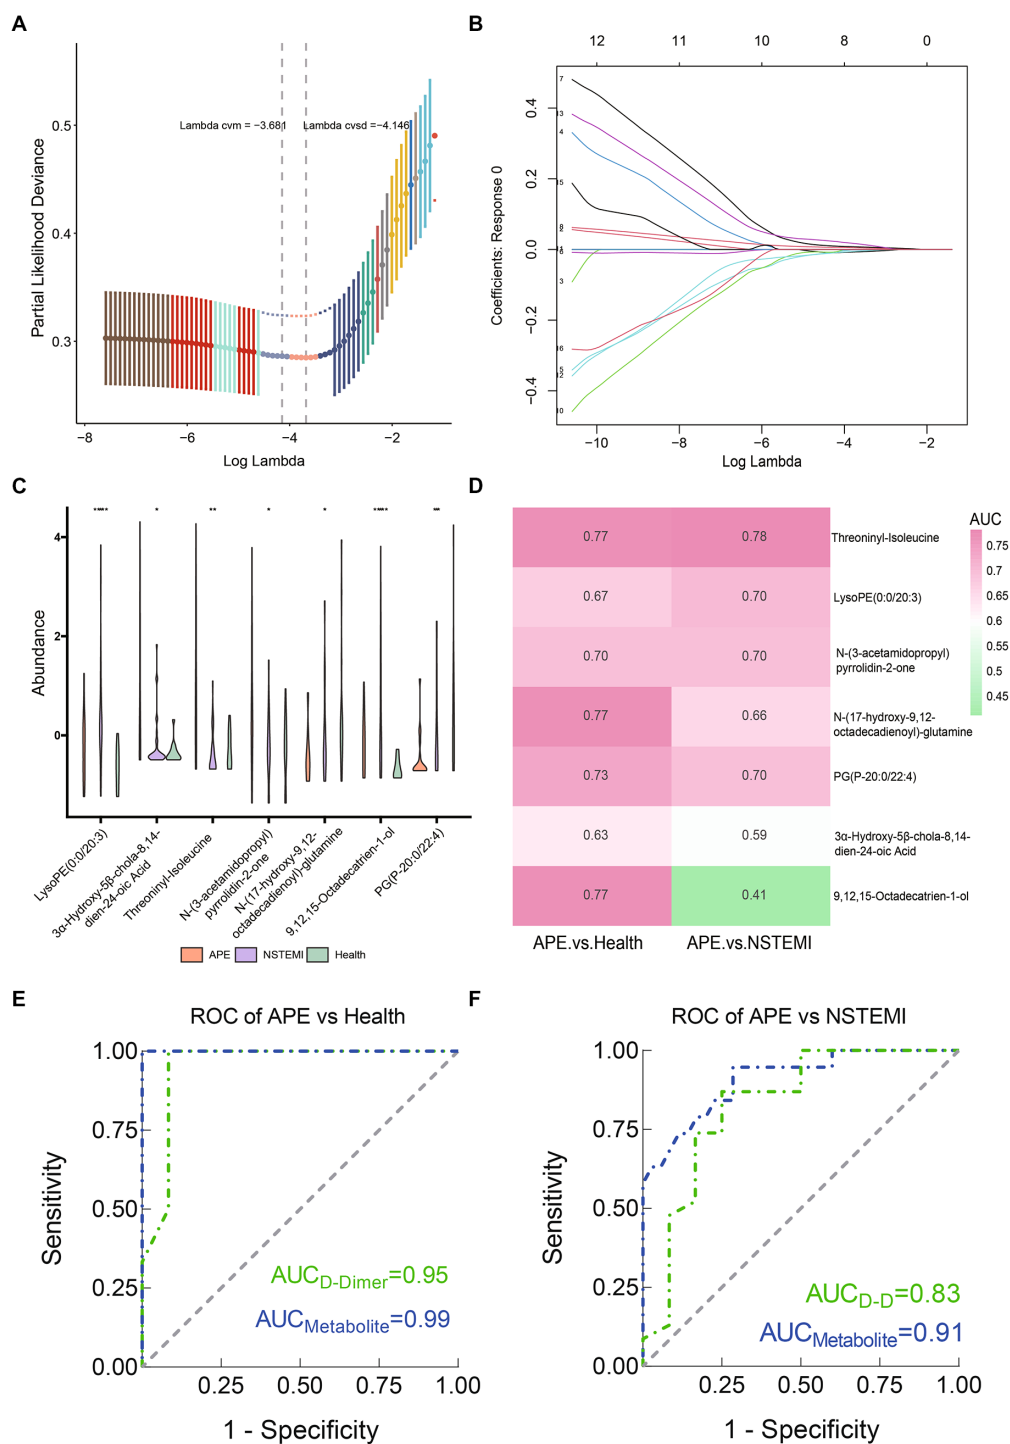 A
Partial Likelihood Deviance
0.5
0.4
0.3
Lambda cvm = −3.681
Lambda cvsd =−4.146
−8
−6
−4
−2
Log Lambda
B
12
11
10
8
0
Coefficients: Response 0
0.4
0.2
0.0
−0.2
−0.4
7
13
4
15
3
16
12
10
−10
−8
−6
−4
−2
Log Lambda
C
Abundance
4
2
0
*
**
*
*
LysoPE(0:0/20:3)
3α-Hydroxy-5β-chola-8,14-
dien-24-oic Acid
Threoninyl-Isoleucine
N-(3-acetamidopropyl)
pyrrolidin-2-one
N-(17-hydroxy-9,12-
octadecadienoyl)-glutamine
9,12,15-Octadecatrien-1-ol
PG(P-20:0/22:4)
APE
NSTEMI
Health
D
0.77
0.78
Threoninyl-Isoleucine
0.67
0.70
LysoPE(0:0/20:3)
0.70
0.70
N-(3-acetamidopropyl)
pyrrolidin-2-one
0.77
0.66
N-(17-hydroxy-9,12-
octadecadienoyl)-glutamine
0.73
0.70
PG(P-20:0/22:4)
0.63
0.59
3α-Hydroxy-5β-chola-8,14-
dien-24-oic Acid
0.77
0.41
9,12,15-Octadecatrien-1-ol
APE.vs.Health
APE.vs.NSTEMI
AUC
0.75
0.7
0.65
0.6
0.55
0.5
0.45
E
ROC of APE vs Health
Sensitivity
1.00
0.75
0.50
0.25
0.00
AUCD-Dimer=0.95
AUCMetabolite=0.99
0.25
0.50
0.75
1.00
1 - Specificity
F
ROC of APE vs NSTEMI
Sensitivity
1.00
0.75
0.50
0.25
0.00
AUCD-D=0.83
AUCMetabolite=0.91
0.25
0.50
0.75
1.00
1 - Specificity